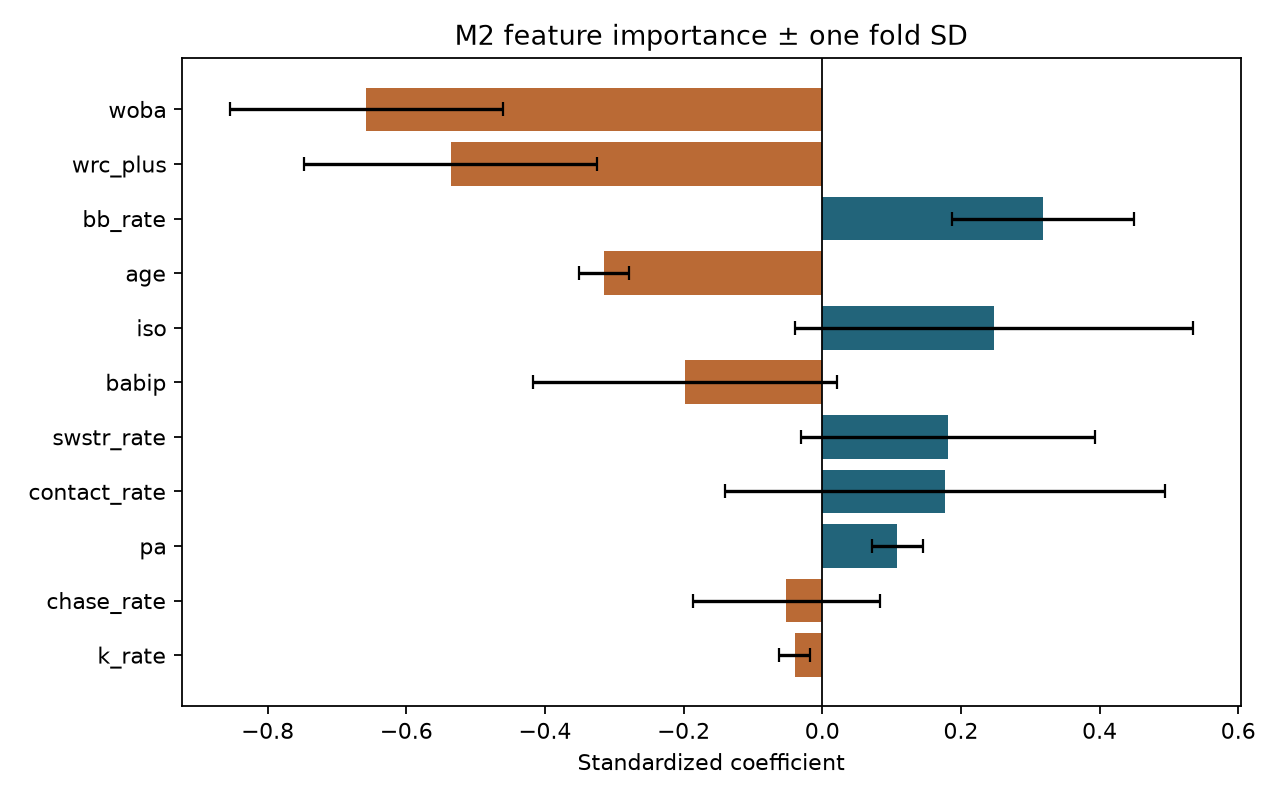 M2 feature importance ± one fold SD
woba
wrc_plus
bb_rate
age
iso
babip
swstr_rate
contact_rate
pa
chase_rate
k_rate
−0.8 −0.6 −0.4 −0.2 0.0 0.2 0.4 0.6
Standardized coefficient